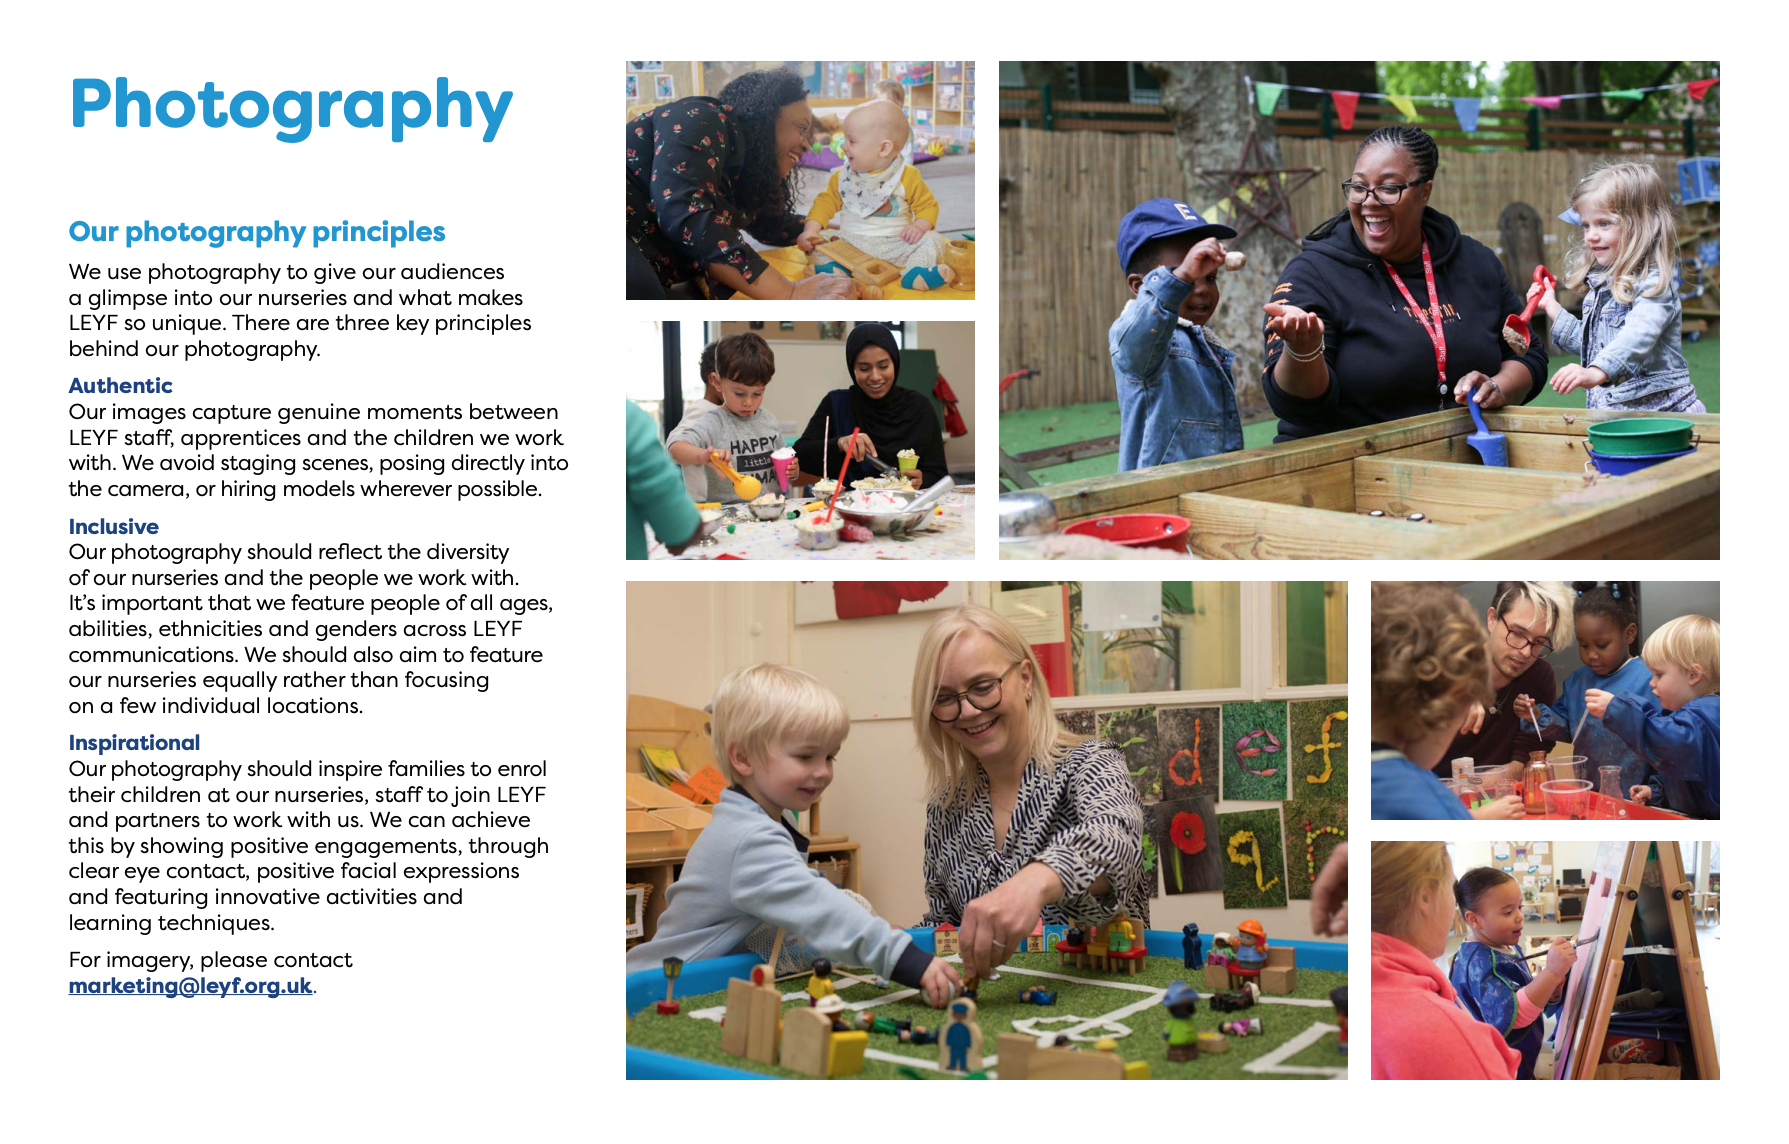 Photography
Our photography principles
We use photography to give our audiences
a glimpse into our nurseries and what makes
LEYF so unique. There are three key principles
behind our photography.
Authentic
Our images capture genuine moments between
LEYF staff, apprentices and the children we work
with. We avoid staging scenes, posing directly into
the camera, or hiring models wherever possible.
Inclusive
Our photography should reflect the diversity
of our nurseries and the people we work with.
It’s important that we feature people of all ages,
abilities, ethnicities and genders across LEYF
communications. We should also aim to feature
our nurseries equally rather than focusing
on a few individual locations.
Inspirational
Our photography should inspire families to enrol
their children at our nurseries, staff to join LEYF
and partners to work with us. We can achieve
this by showing positive engagements, through
clear eye contact, positive facial expressions
and featuring innovative activities and
learning techniques.
For imagery, please contact
marketing@leyf.org.uk.
E
Staff
Staff
Staff
HAPPY
little
d e f
q